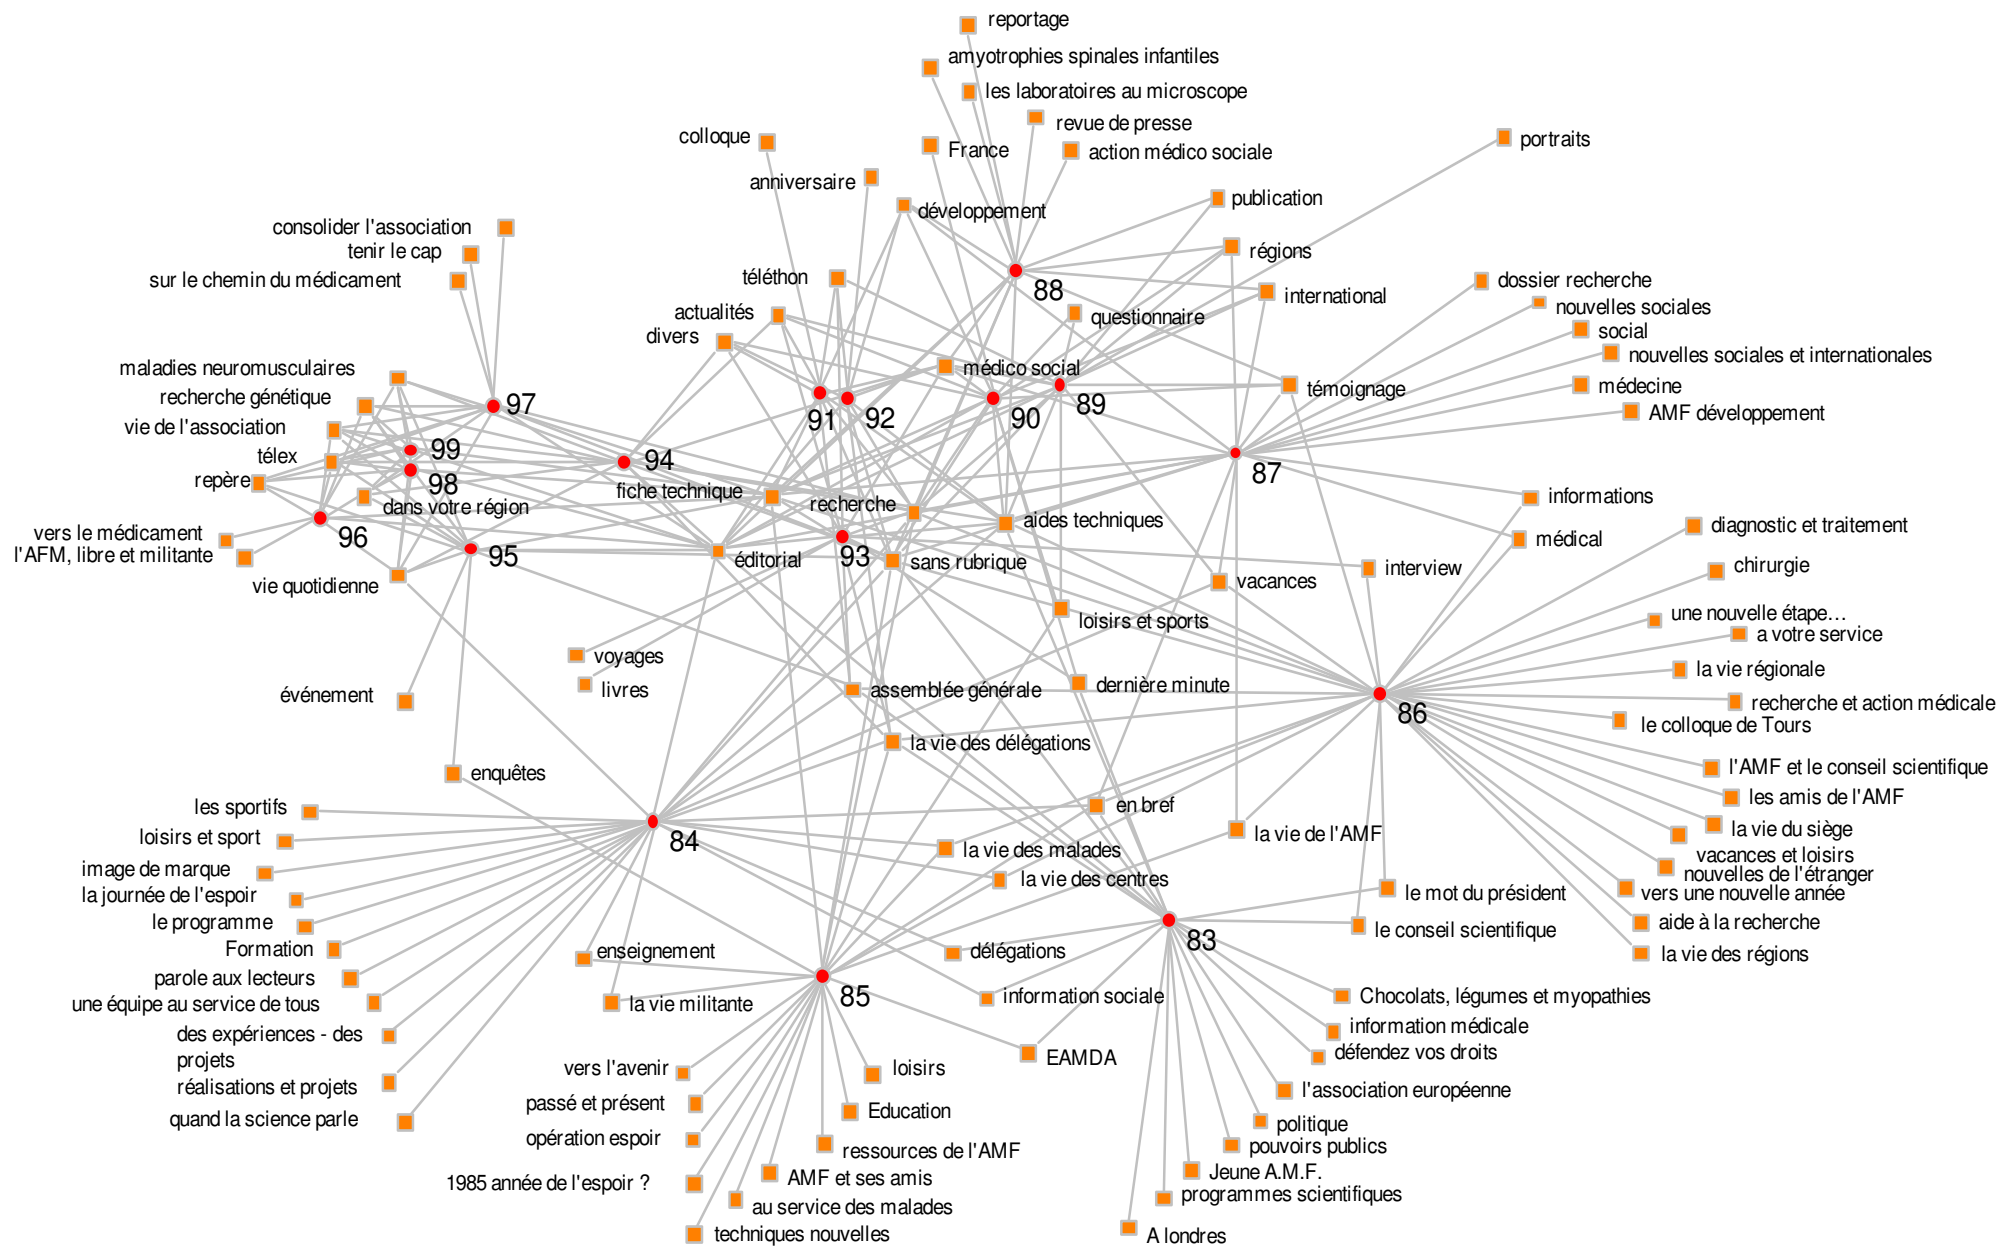 reportage
amyotrophies spinales infantiles
les laboratoires au microscope
revue de presse
colloque
France
action médico sociale
portraits
anniversaire
publication
développement
consolider l'association
tenir le cap
régions
sur le chemin du médicament
téléthon
88
dossier recherche
international
nouvelles sociales
actualités
questionnaire
divers
social
nouvelles sociales et internationales
maladies neuromusculaires
médico social
témoignage
médecine
recherche génétique
97
91
92
90
89
AMF développement
vie de l'association
99
télex
94
87
repère
98
fiche technique
recherche
informations
dans votre région
aides techniques
diagnostic et traitement
vers le médicament
96
médical
l'AFM, libre et militante
95
éditorial
93
sans rubrique
interview
chirurgie
vie quotidienne
vacances
une nouvelle étape…
loisirs et sports
a votre service
voyages
la vie régionale
livres
assemblée générale
dernière minute
événement
86
recherche et action médicale
le colloque de Tours
la vie des délégations
enquêtes
l'AMF et le conseil scientifique
les sportifs
en bref
les amis de l'AMF
loisirs et sport
84
la vie de l'AMF
la vie du siège
la vie des malades
vacances et loisirs
image de marque
la vie des centres
nouvelles de l'étranger
la journée de l'espoir
le mot du président
vers une nouvelle année
le programme
83
le conseil scientifique
aide à la recherche
Formation
enseignement
délégations
la vie des régions
parole aux lecteurs
85
information sociale
Chocolats, légumes et myopathies
une équipe au service de tous
la vie militante
information médicale
des expériences - des
projets
EAMDA
défendez vos droits
vers l'avenir
loisirs
réalisations et projets
l'association européenne
passé et présent
Education
quand la science parle
politique
opération espoir
ressources de l'AMF
pouvoirs publics
1985 année de l'espoir ?
AMF et ses amis
Jeune A.M.F.
au service des malades
programmes scientifiques
techniques nouvelles
A londres